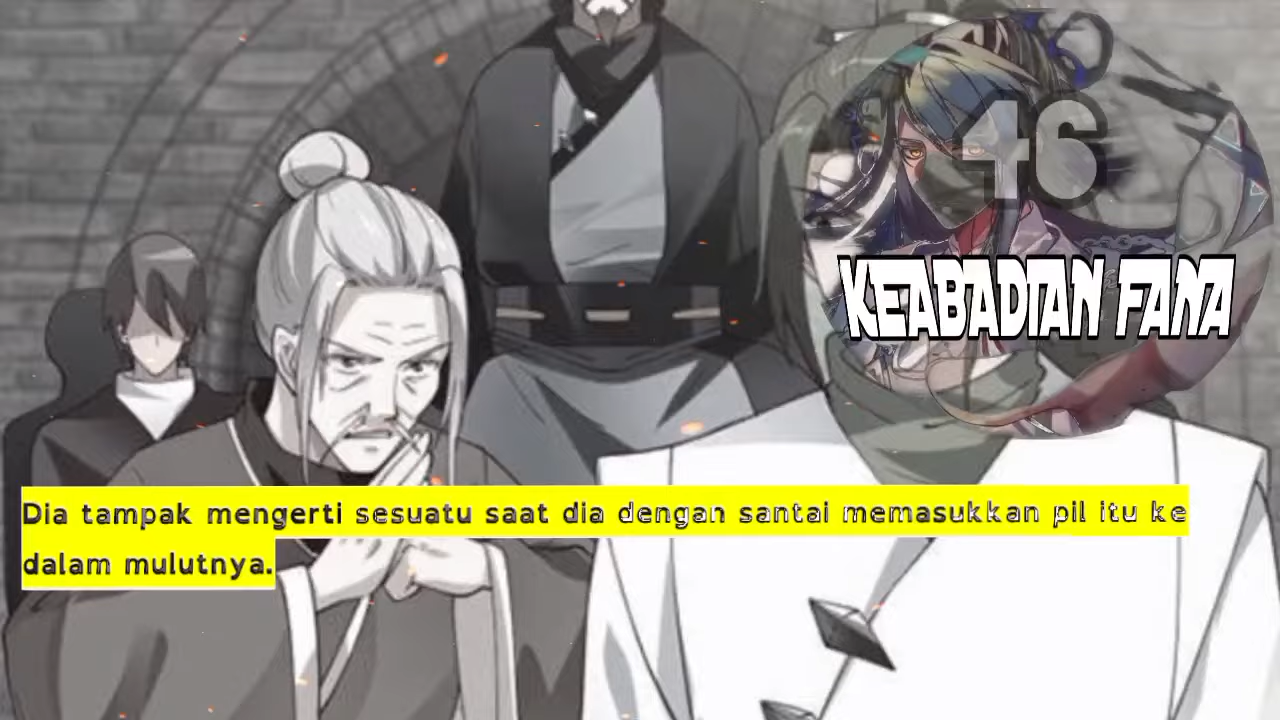 46
KEABADIAN FANA
Dia tampak mengerti sesuatu saat dia dengan santai memasukkan pil itu ke
dalam mulutnya.